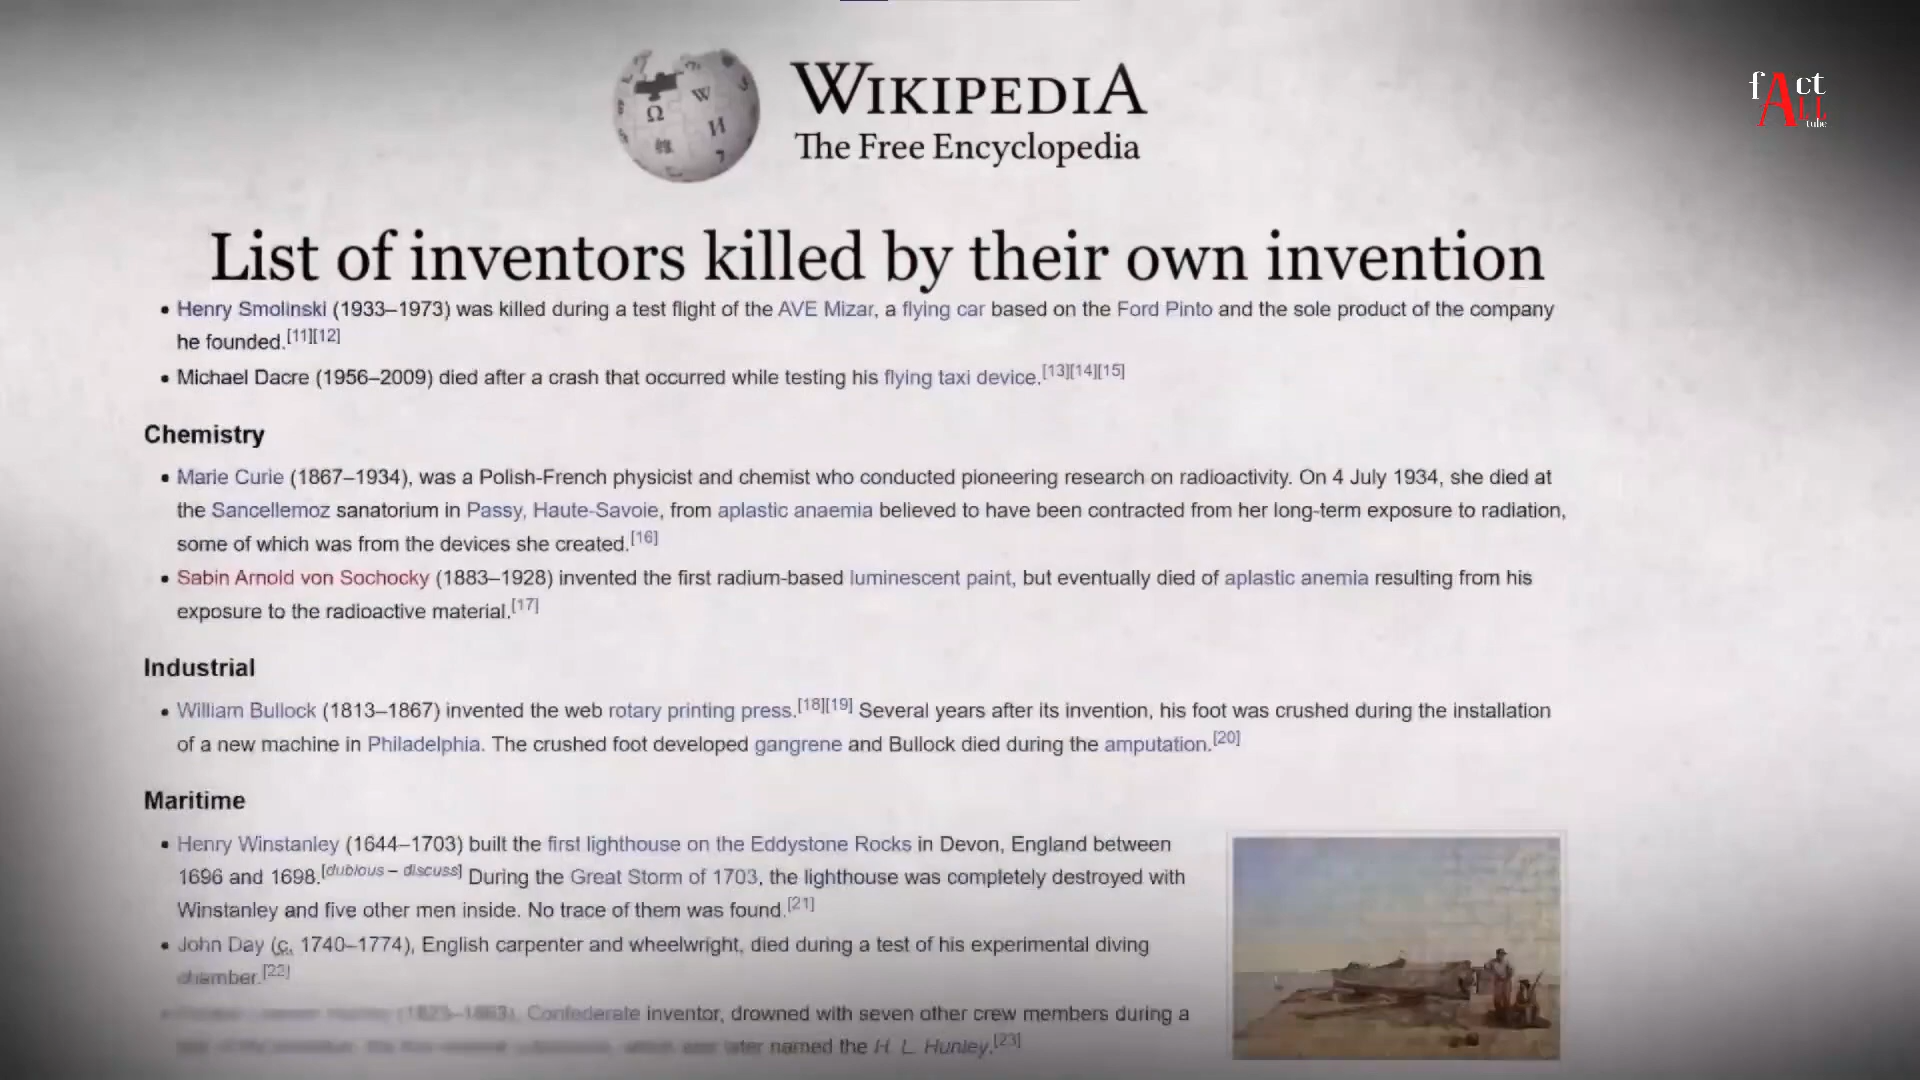 WIKIPEDIA
The Free Encyclopedia
fAct
ALL
tube
List of inventors killed by their own invention
• Henry Smolinski (1933–1973) was killed during a test flight of the AVE Mizar, a flying car based on the Ford Pinto and the sole product of the company
he founded.[11][12]
• Michael Dacre (1956–2009) died after a crash that occurred while testing his flying taxi device.[13][14][15]
Chemistry
• Marie Curie (1867–1934), was a Polish-French physicist and chemist who conducted pioneering research on radioactivity. On 4 July 1934, she died at
the Sancellemoz sanatorium in Passy, Haute-Savoie, from aplastic anaemia believed to have been contracted from her long-term exposure to radiation,
some of which was from the devices she created.[16]
• Sabin Arnold von Sochocky (1883–1928) invented the first radium-based luminescent paint, but eventually died of aplastic anemia resulting from his
exposure to the radioactive material.[17]
Industrial
• William Bullock (1813–1867) invented the web rotary printing press.[18][19] Several years after its invention, his foot was crushed during the installation
of a new machine in Philadelphia. The crushed foot developed gangrene and Bullock died during the amputation.[20]
Maritime
• Henry Winstanley (1644–1703) built the first lighthouse on the Eddystone Rocks in Devon, England between
1696 and 1698.[dubious – discuss] During the Great Storm of 1703, the lighthouse was completely destroyed with
Winstanley and five other men inside. No trace of them was found.[21]
• John Day (c. 1740–1774), English carpenter and wheelwright, died during a test of his experimental diving
chamber.[22]
(1823–1863), Confederate inventor, drowned with seven other crew members during a
later named the H. L. Hunley.[23]